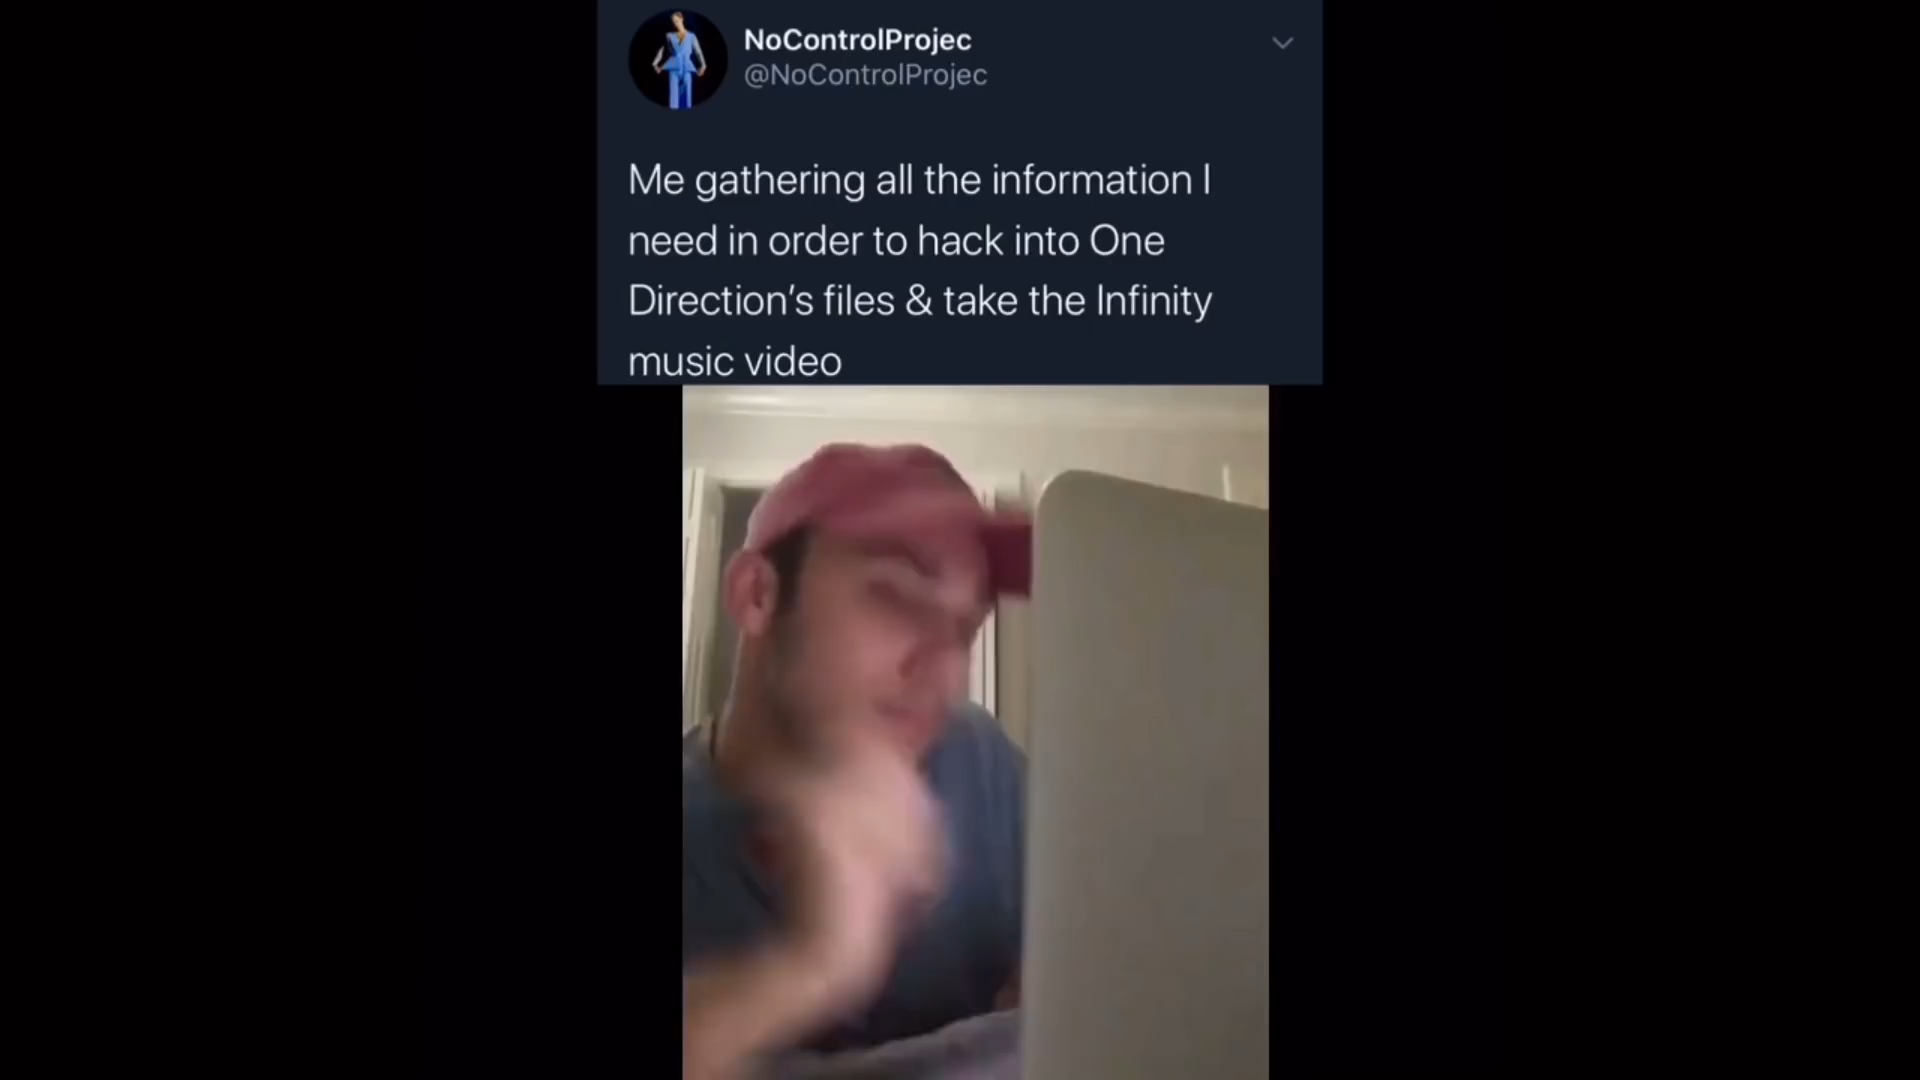 NoControlProjec
@NoControlProjec
Me gathering all the information I
need in order to hack into One
Direction's files & take the Infinity
music video